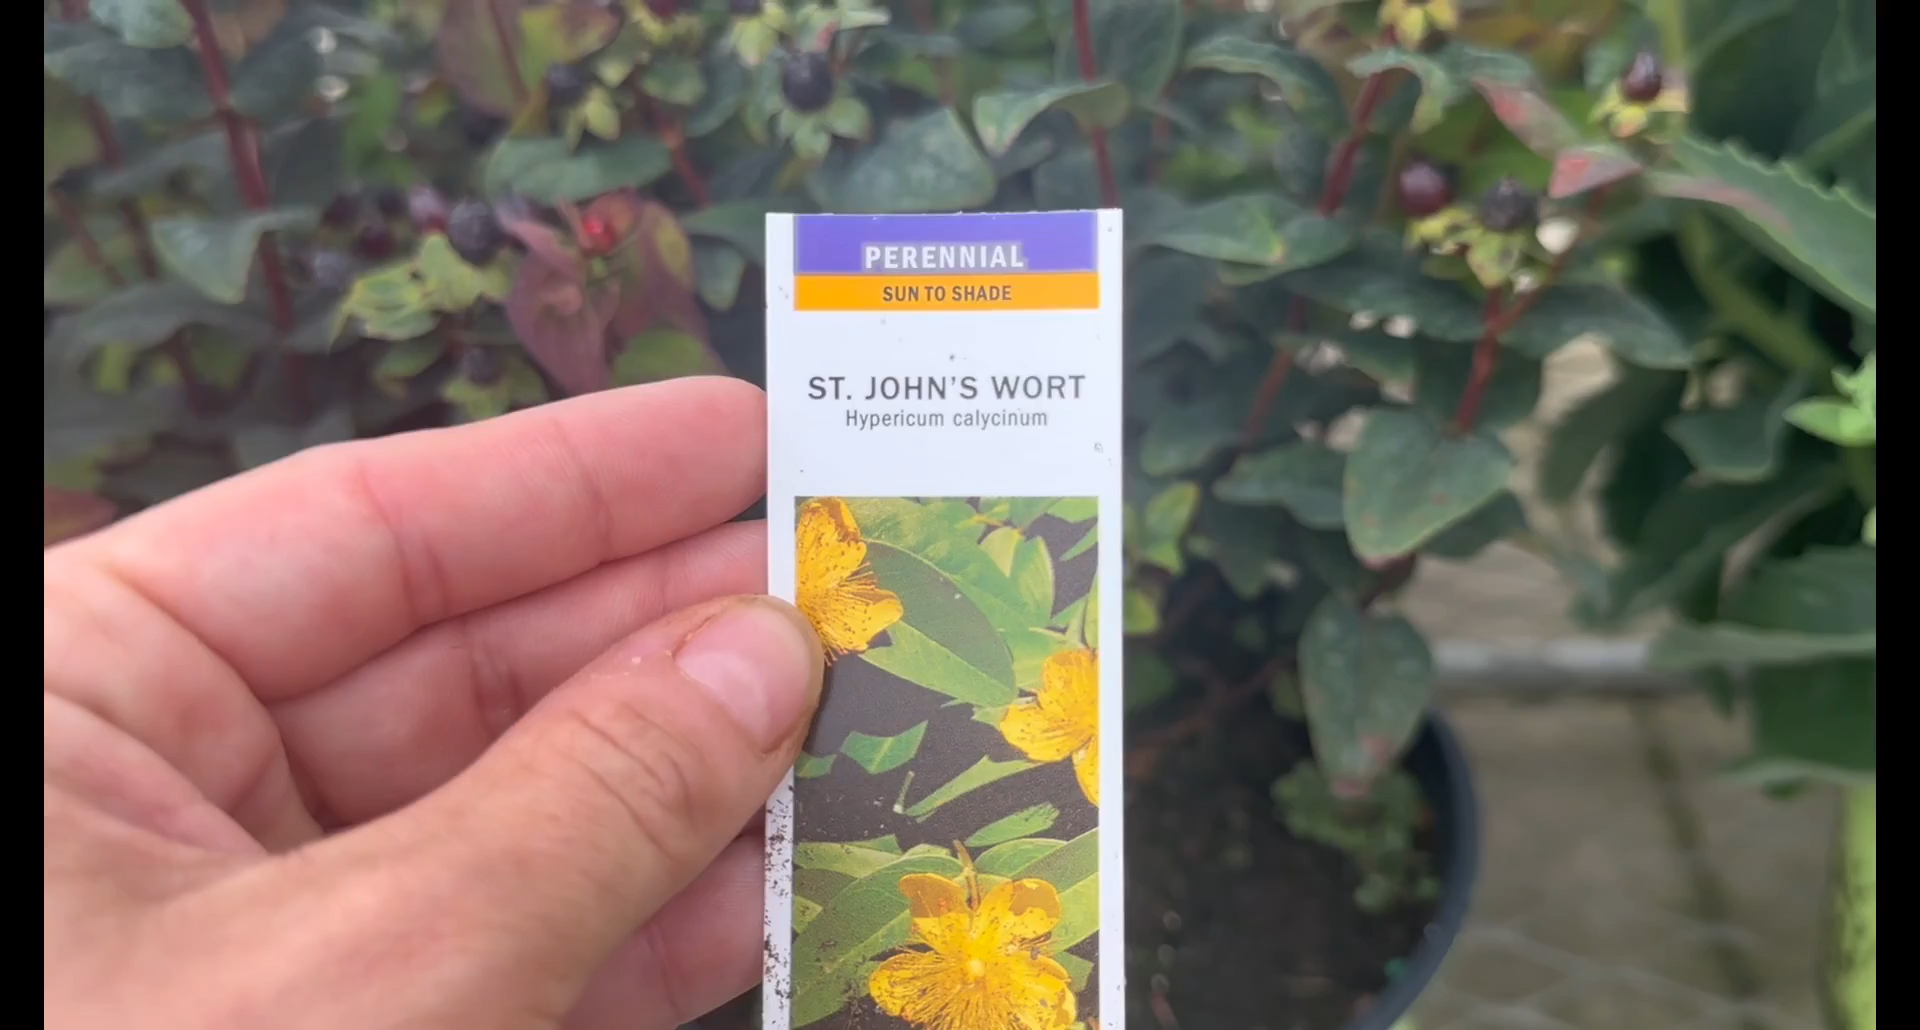 PERENNIAL
SUN TO SHADE
ST. JOHN'S WORT
Hypericum calycinum